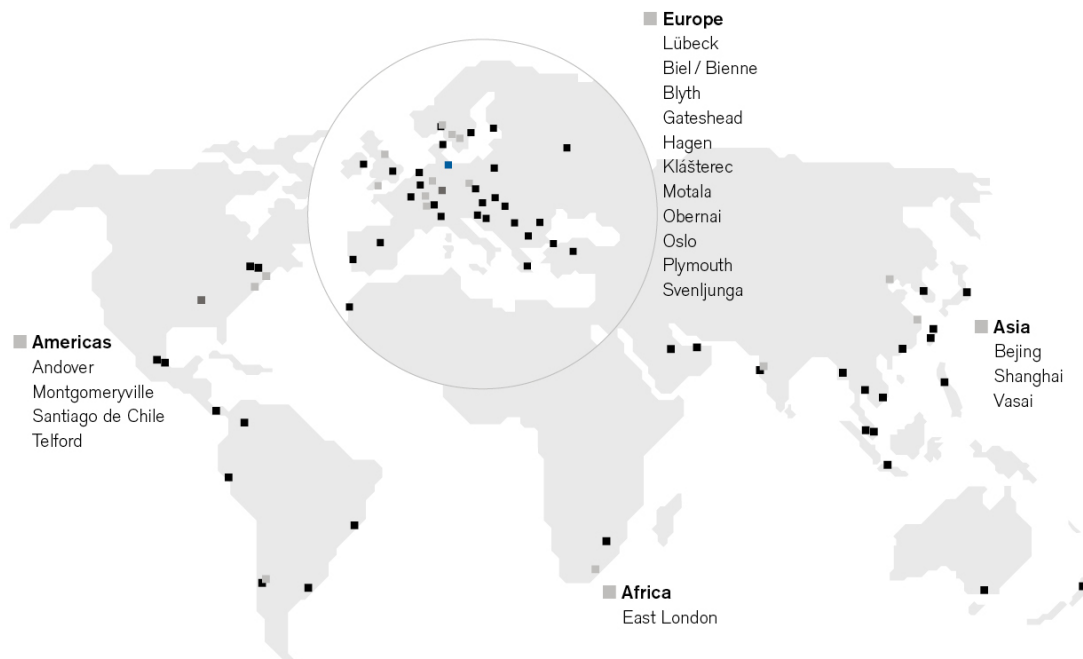 Europe
Lübeck
Biel / Bienne
Blyth
Gateshead
Hagen
Klášterec
Motala
Obernai
Oslo
Plymouth
Svenljunga
Americas
Andover
Montgomeryville
Santiago de Chile
Telford
Asia
Bejing
Shanghai
Vasai
Africa
East London